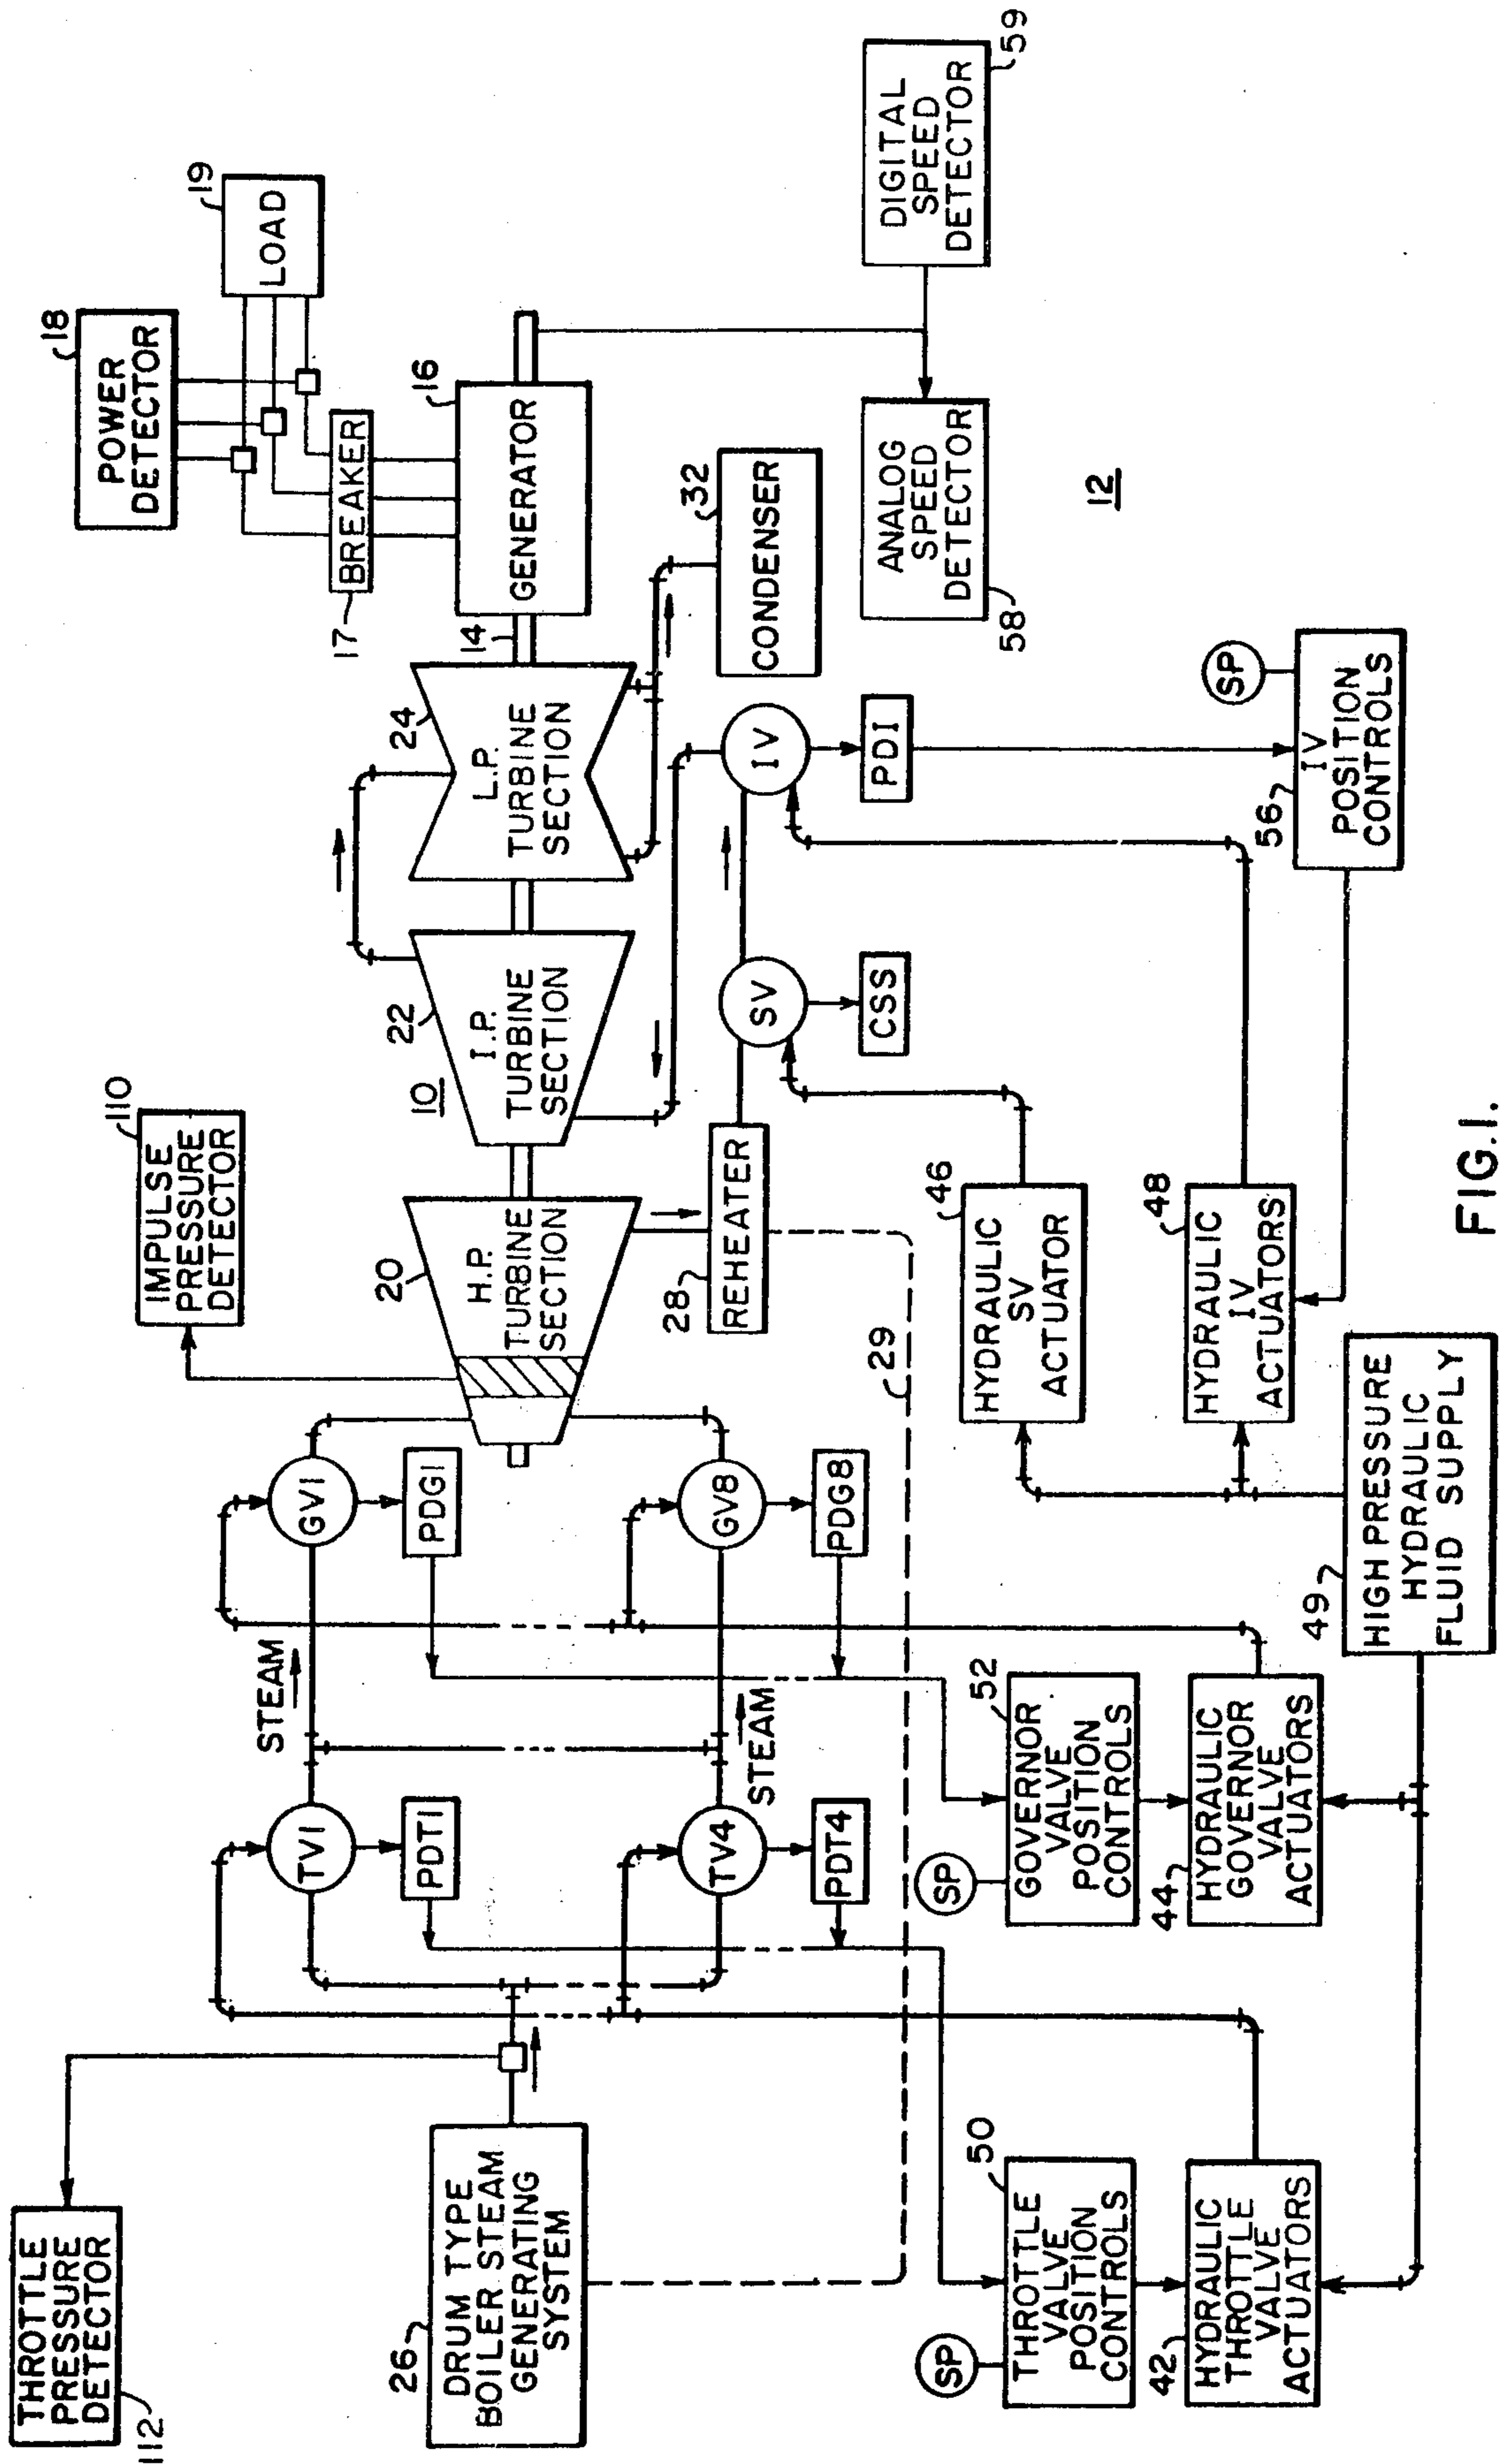 THROTTLE
PRESSURE
DETECTOR
112
IMPULSE
PRESSURE
DETECTOR
110
POWER
DETECTOR
18
LOAD
19
BREAKER
17
GENERATOR
16
14
DRUM TYPE
BOILER STEAM
GENERATING
SYSTEM
26
TV1
PDT1
TV4
PDT4
STEAM
STEAM
GV1
PDG1
GV8
PDG8
H.P.
TURBINE
SECTION
20
10
I.P.
TURBINE
SECTION
22
L.P.
TURBINE
SECTION
24
REHEATER
28
29
SV
CSS
IV
PDI
CONDENSER
32
ANALOG
SPEED
DETECTOR
58
DIGITAL
SPEED
DETECTOR
59
12
SP
THROTTLE
VALVE
POSITION
CONTROLS
50
HYDRAULIC
THROTTLE
VALVE
ACTUATORS
42
SP
GOVERNOR
VALVE
POSITION
CONTROLS
52
HYDRAULIC
GOVERNOR
VALVE
ACTUATORS
44
HYDRAULIC
SV
ACTUATOR
46
HYDRAULIC
IV
ACTUATORS
48
SP
IV
POSITION
CONTROLS
56
HIGH PRESSURE
HYDRAULIC
FLUID SUPPLY
49
FIG.1.